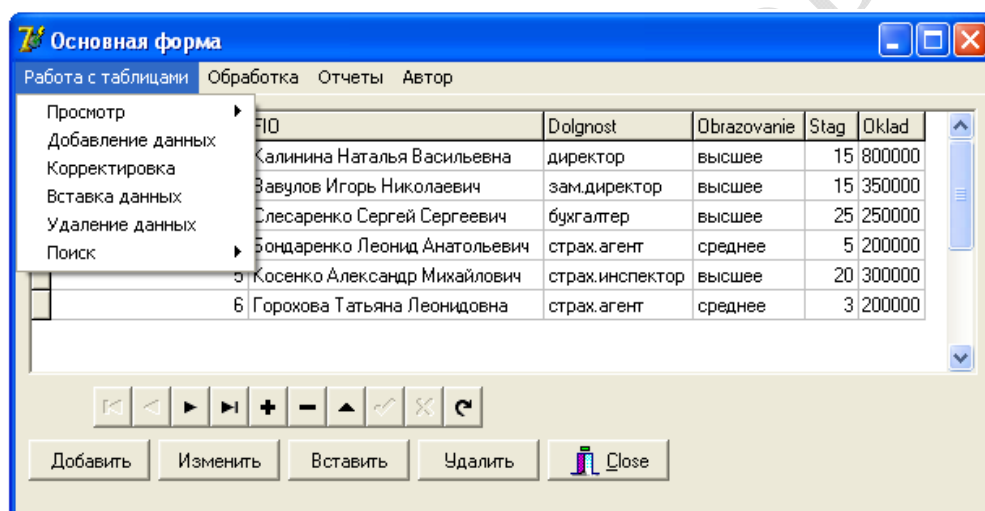 Основная форма
Работа с таблицами Обработка Отчеты Автор
Просмотр
Добавление данных
Корректировка
Вставка данных
Удаление данных
Поиск
FIO Dolgnost Obrazovanie Stag Oklad
Калинина Наталья Васильевна директор высшее 15 800000
Вавулов Игорь Николаевич зам.директор высшее 15 350000
Слесаренко Сергей Сергеевич бухгалтер высшее 25 250000
Бондаренко Леонид Анатольевич страх.агент среднее 5 200000
5 Косенко Александр Михайлович страх.инспектор высшее 20 300000
6 Горохова Татьяна Леонидовна страх.агент среднее 3 200000
Добавить Изменить Вставить Удалить Close